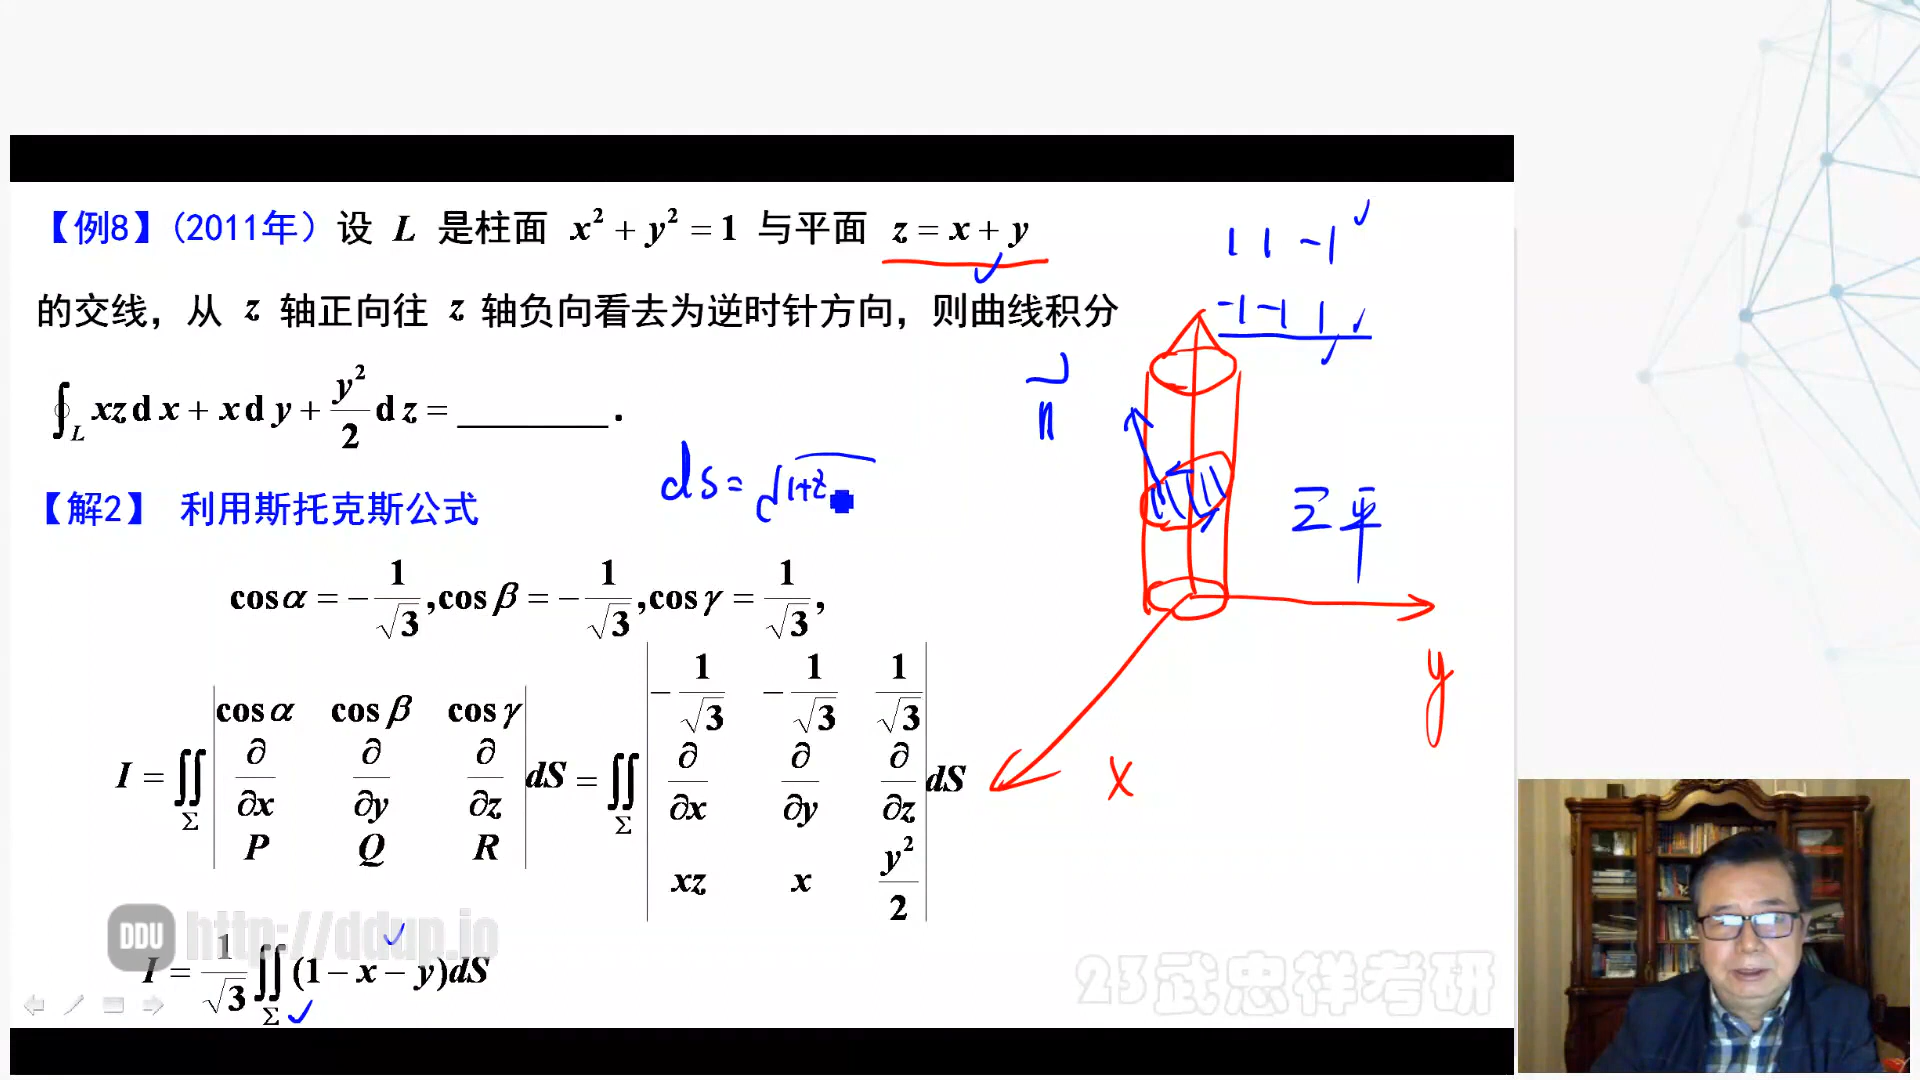 【例8】(2011年) 设 L 是柱面 x² + y² = 1 与平面 z = x + y
的交线，从 z 轴正向往 z 轴负向看去为逆时针方向，则曲线积分
∮_L xz d x + x d y + y²/2 d z = ________ .
【解2】 利用斯托克斯公式
cos α = − 1/√3 , cos β = − 1/√3 , cos γ = 1/√3 ,
I = ∬_Σ | cos α cos β cos γ ; ∂/∂x ∂/∂y ∂/∂z ; P Q R | dS = ∬_Σ | − 1/√3 − 1/√3 1/√3 ; ∂/∂x ∂/∂y ∂/∂z ; xz x y²/2 | dS
I = 1/√3 ∬_Σ (1 − x − y)dS
1 1 −1
−1 −1 1
n
ds = √1+z
Σ 平
y
x
DDU http://ddup.io
23武忠祥考研